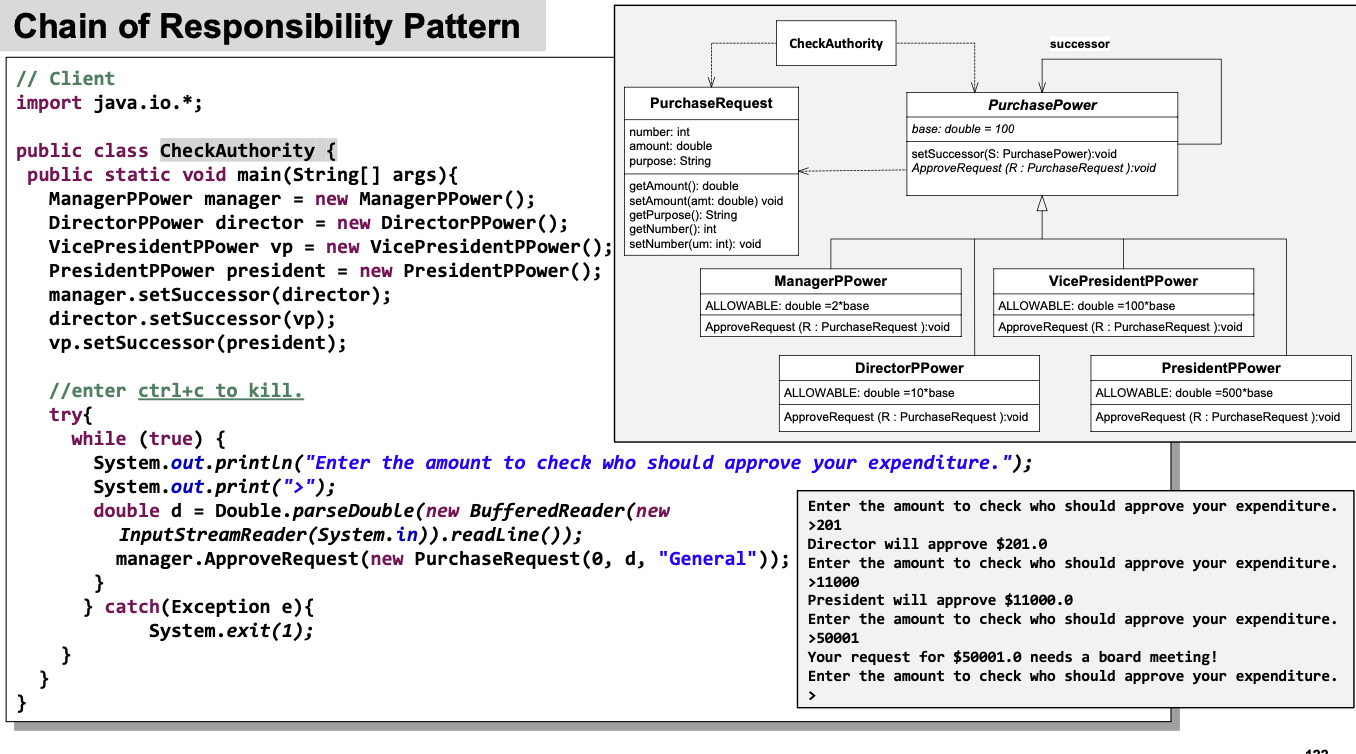 Chain of Responsibility Pattern
// Client
import java.io.*;
public class CheckAuthority {
public static void main(String[] args){
ManagerPPower manager = new ManagerPPower();
DirectorPPower director = new DirectorPPower();
VicePresidentPPower vp = new VicePresidentPPower();
PresidentPPower president = new PresidentPPower();
manager.setSuccessor(director);
director.setSuccessor(vp);
vp.setSuccessor(president);
//enter ctrl+c to kill.
try{
while (true) {
System.out.println("Enter the amount to check who should approve your expenditure.");
System.out.print(">");
double d = Double.parseDouble(new BufferedReader(new
InputStreamReader(System.in)).readLine());
manager.ApproveRequest(new PurchaseRequest(0, d, "General"));
}
} catch(Exception e){
System.exit(1);
}
}
}
CheckAuthority
successor
PurchaseRequest
number: int
amount: double
purpose: String
getAmount(): double
setAmount(amt: double) void
getPurpose(): String
getNumber(): int
setNumber(um: int): void
PurchasePower
base: double = 100
setSuccessor(S: PurchasePower):void
ApproveRequest (R : PurchaseRequest ):void
ManagerPPower
ALLOWABLE: double =2*base
ApproveRequest (R : PurchaseRequest ):void
VicePresidentPPower
ALLOWABLE: double =100*base
ApproveRequest (R : PurchaseRequest ):void
DirectorPPower
ALLOWABLE: double =10*base
ApproveRequest (R : PurchaseRequest ):void
PresidentPPower
ALLOWABLE: double =500*base
ApproveRequest (R : PurchaseRequest ):void
Enter the amount to check who should approve your expenditure.
>201
Director will approve $201.0
Enter the amount to check who should approve your expenditure.
>11000
President will approve $11000.0
Enter the amount to check who should approve your expenditure.
>50001
Your request for $50001.0 needs a board meeting!
Enter the amount to check who should approve your expenditure.
>